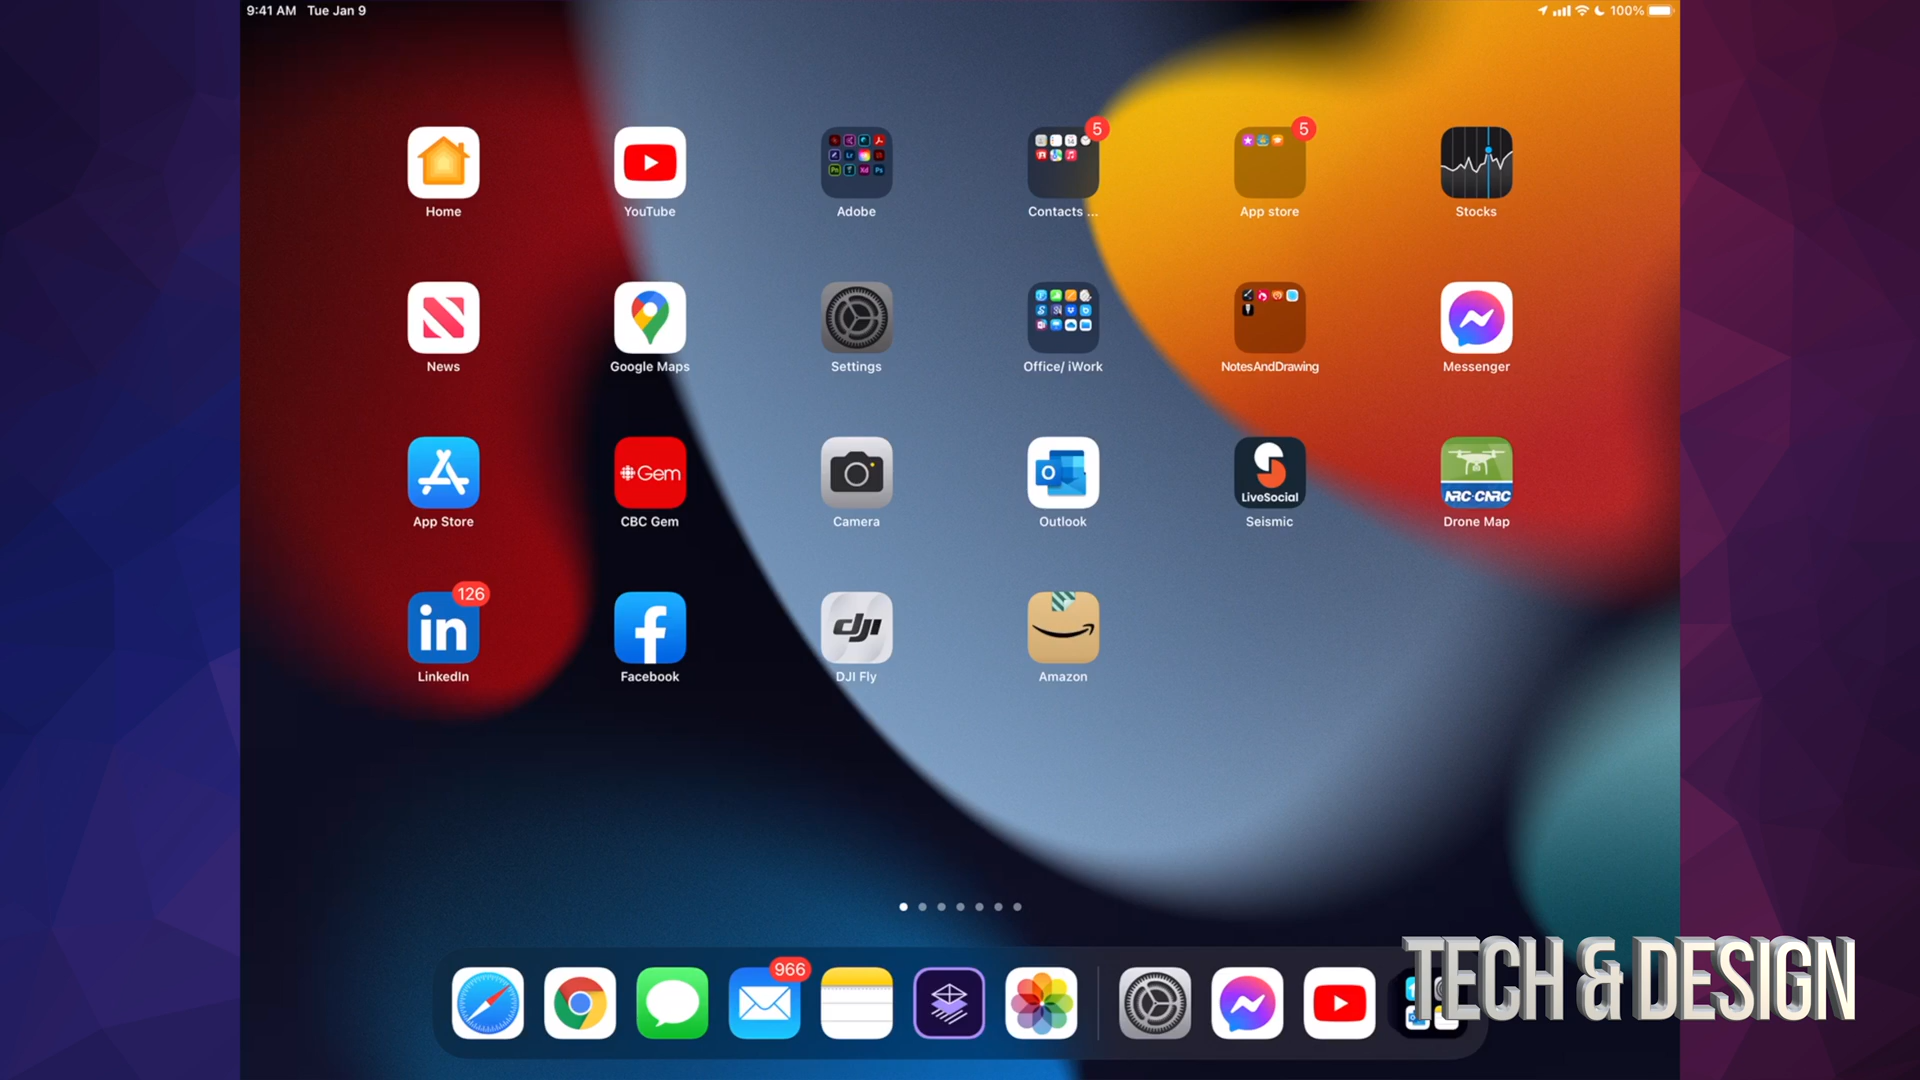 9:41 AM Tue Jan 9
100%
5
5
Home
YouTube
Adobe
Contacts ...
App store
Stocks
News
Google Maps
Settings
Office/ iWork
NotesAndDrawing
Messenger
Gem
LiveSocial
NRC·CNRC
App Store
CBC Gem
Camera
Outlook
Seismic
Drone Map
126
in
dji
LinkedIn
Facebook
DJI Fly
Amazon
966
TECH & DESIGN